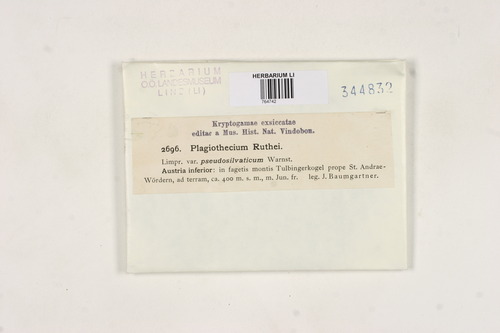 HERBARIUM
O.Ö. LANDESMUSEUM
LINZ (LI)
HERBARIUM LI
764742
344832
Kryptogamae exsiccatae
editae a Mus. Hist. Nat. Vindobon.
2696. Plagiothecium Ruthei.
Limpr. var. pseudosilvaticum Warnst.
Austria inferior: in fagetis montis Tulbingerkogel prope St. Andrae-
Wördern, ad terram, ca. 400 m. s. m., m. Jun. fr. leg. J. Baumgartner.